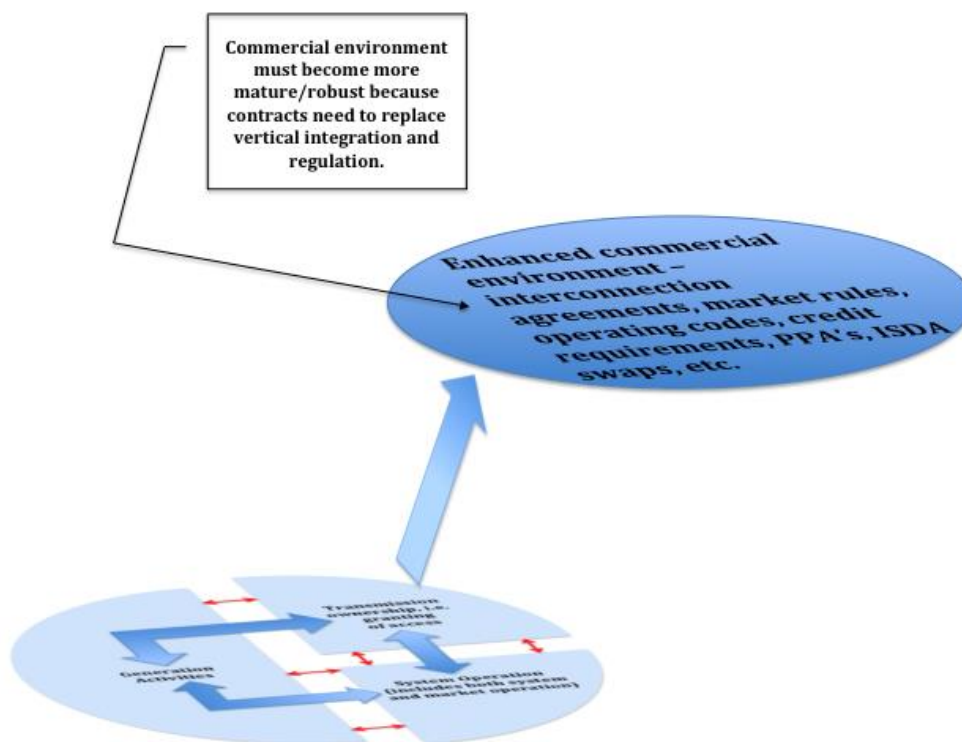 Commercial environment
must become more
mature/robust because
contracts need to replace
vertical integration and
regulation.
Enhanced commercial
environment –
interconnection
agreements, market rules,
operating codes, credit
requirements, PPA's, ISDA
swaps, etc.
Transmission
ownership, i.e.
granting
of access
Generation
Activities
System Operation
(includes both system
and market operation)